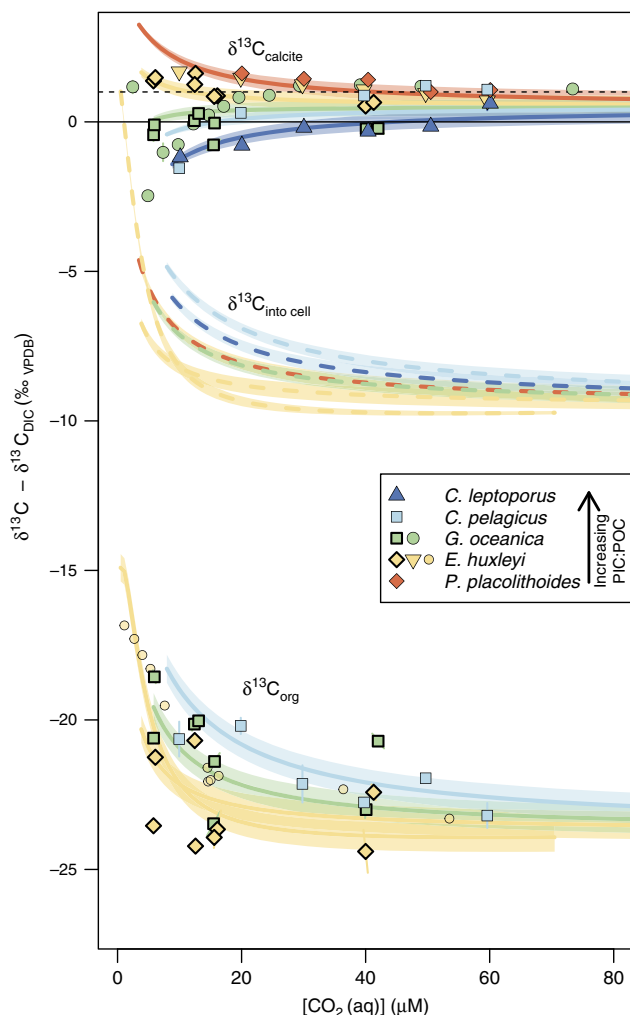 δ13Ccalcite
0
δ13Cinto cell
−5
−10
−15
−20
−25
δ13C − δ13CDIC (‰ VPDB)
C. leptoporus
C. pelagicus
G. oceanica
E. huxleyi
P. placolithoides
Increasing
PIC:POC
δ13Corg
0 20 40 60 80
[CO2 (aq)] (μM)